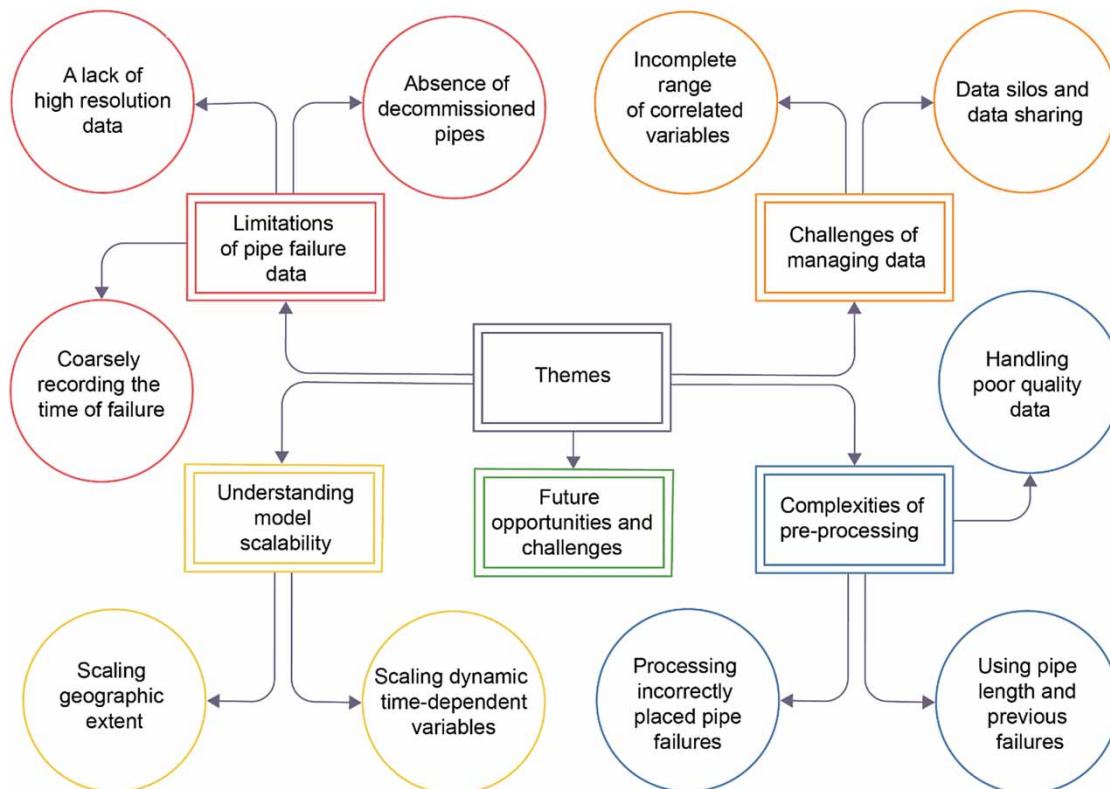 A lack of
high resolution
data
Absence of
decommissioned
pipes
Incomplete
range
of correlated
variables
Data silos and
data sharing
Limitations
of pipe failure
data
Challenges of
managing data
Coarsely
recording the
time of failure
Themes
Handling
poor quality
data
Understanding
model
scalability
Future
opportunities and
challenges
Complexities of
pre-processing
Scaling
geographic
extent
Scaling dynamic
time-dependent
variables
Processing
incorrectly
placed pipe
failures
Using pipe
length and
previous
failures